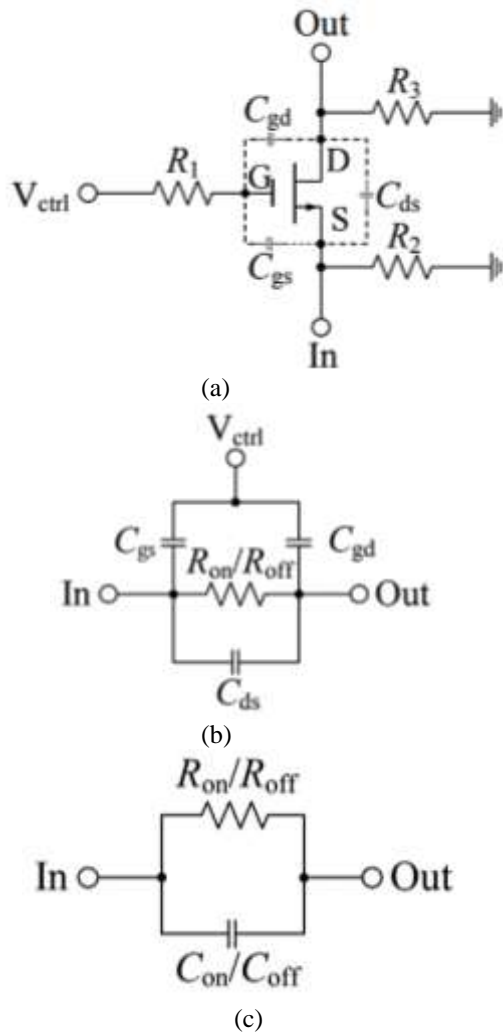 Out
R3
Cgd
R1
G
D
Vctrl
Cds
S
R2
Cgs
In
(a)
Vctrl
Cgs
Cgd
Ron/Roff
In
Out
Cds
(b)
Ron/Roff
In
Out
Con/Coff
(c)